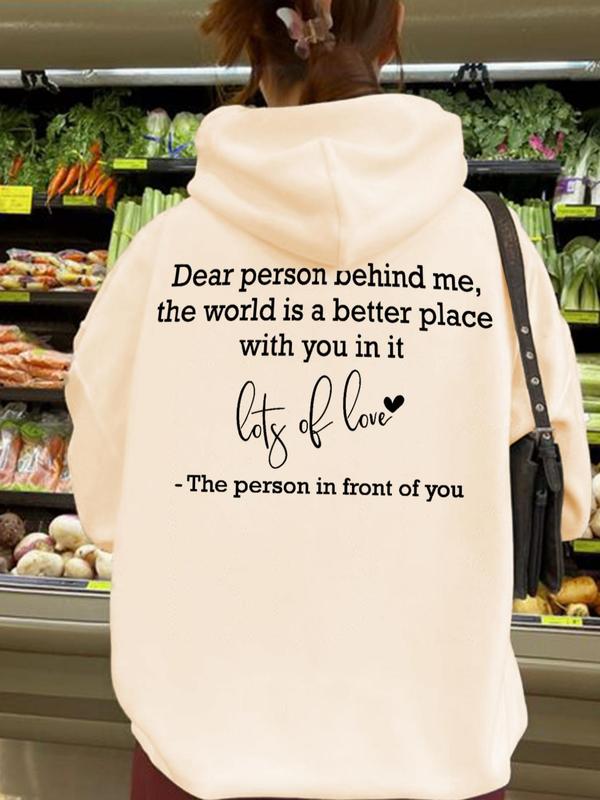 Dear person behind me,
the world is a better place
with you in it
lots of love
- The person in front of you